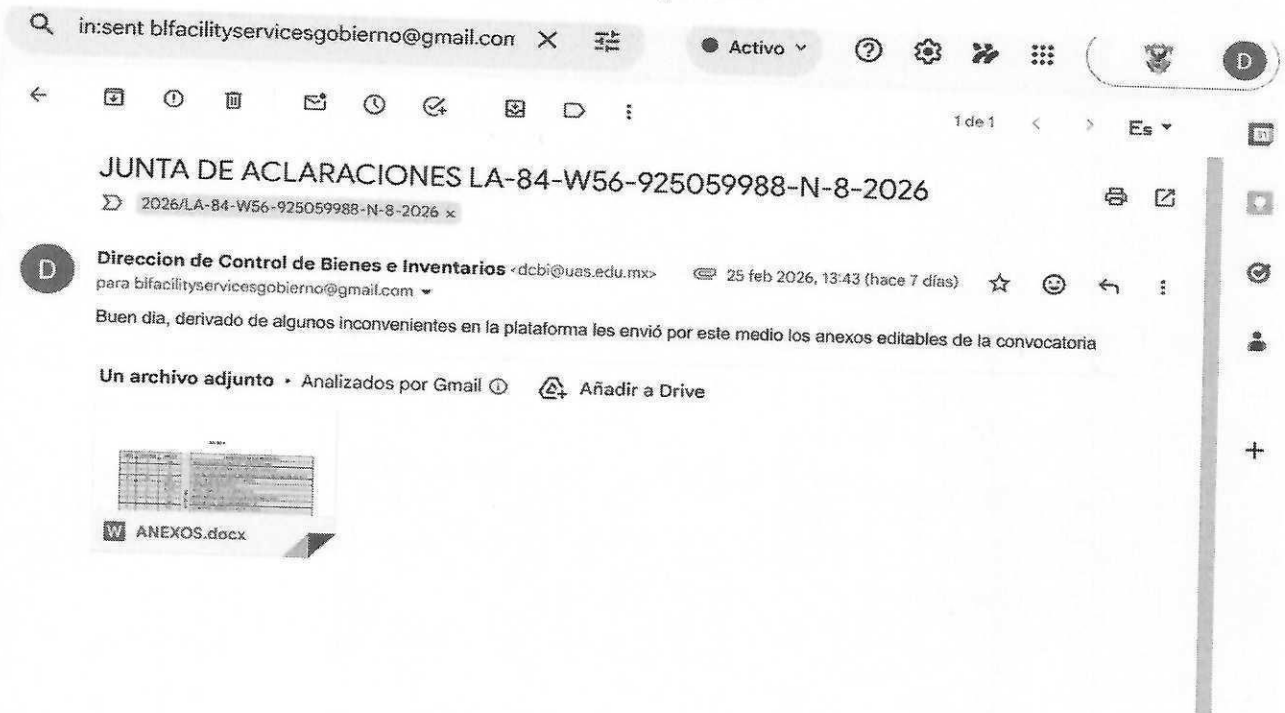 in:sent blfacilityservicesgobierno@gmail.con
Activo
D
1 de 1
Es
31
JUNTA DE ACLARACIONES LA-84-W56-925059988-N-8-2026
2026/LA-84-W56-925059988-N-8-2026 ×
D
Direccion de Control de Bienes e Inventarios <dcbi@uas.edu.mx>
25 feb 2026, 13:43 (hace 7 días)
para blfacilityservicesgobierno@gmail.com
Buen dia, derivado de algunos inconvenientes en la plataforma les envió por este medio los anexos editables de la convocatoria
Un archivo adjunto • Analizados por Gmail
Añadir a Drive
W ANEXOS.docx